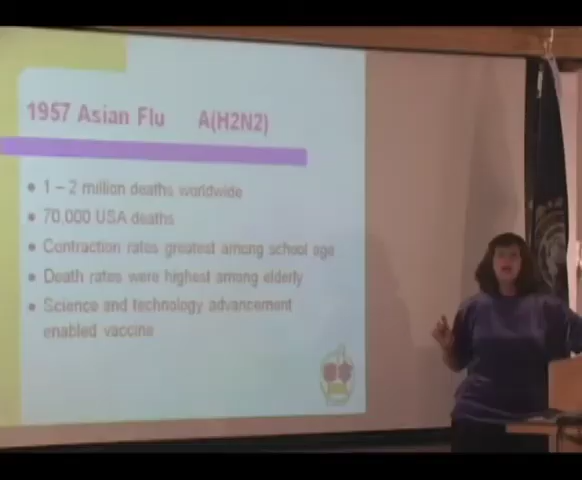 1957 Asian Flu A(H2N2)
• 1 – 2 million deaths worldwide
• 70,000 USA deaths
• Contraction rates greatest among school age
• Death rates were highest among elderly
• Science and technology advancement
enabled vaccine